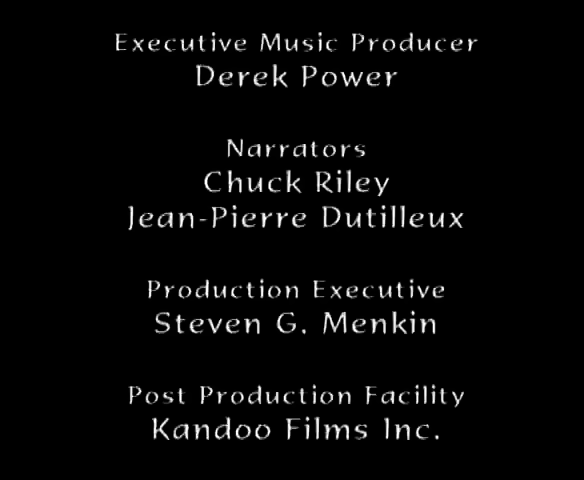 Executive Music Producer
Derek Power
Narrators
Chuck Riley
Jean-Pierre Dutilleux
Production Executive
Steven G. Menkin
Post Production Facility
Kandoo Films Inc.